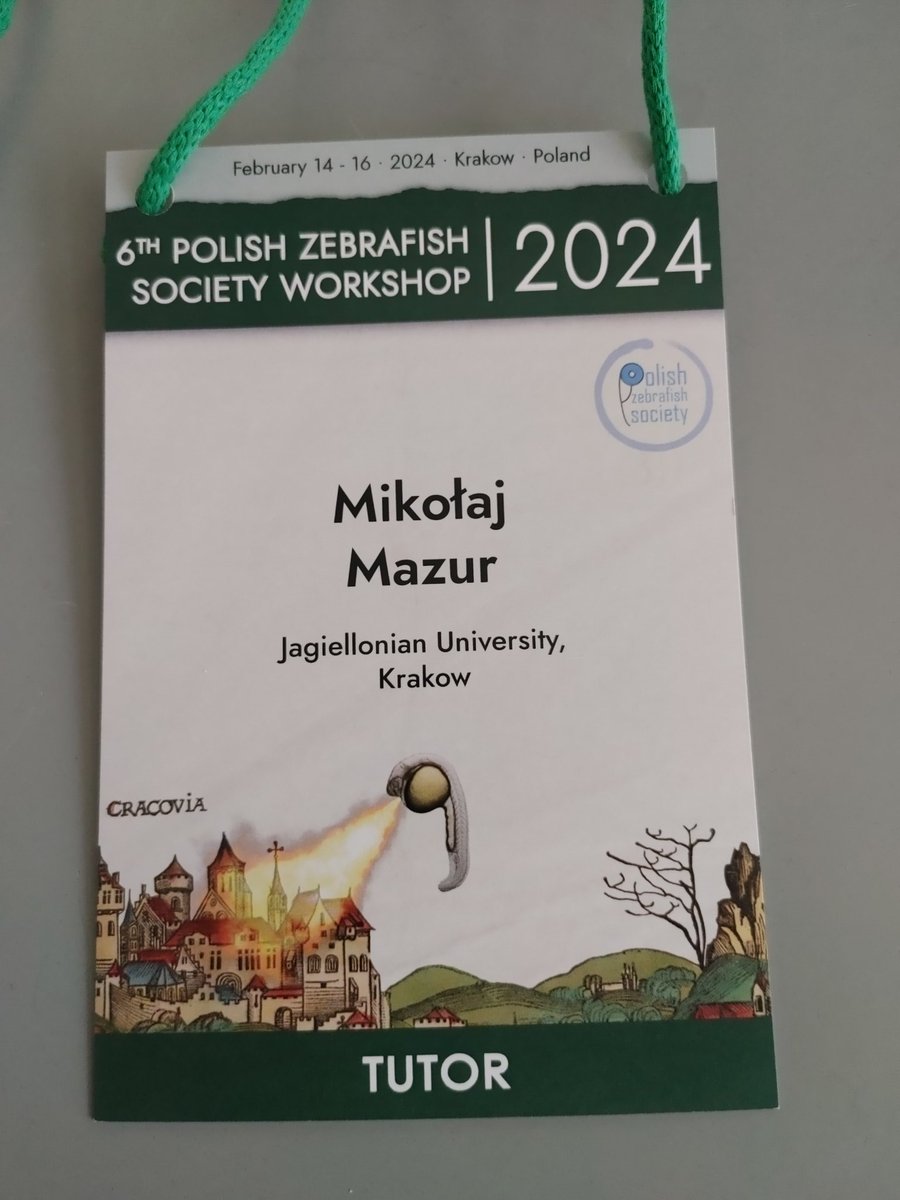 February 14 - 16 · 2024 · Krakow · Poland
6TH POLISH ZEBRAFISH
SOCIETY WORKSHOP
2024
Polish
zebrafish
society
Mikołaj
Mazur
Jagiellonian University,
Krakow
CRACOVIA
TUTOR